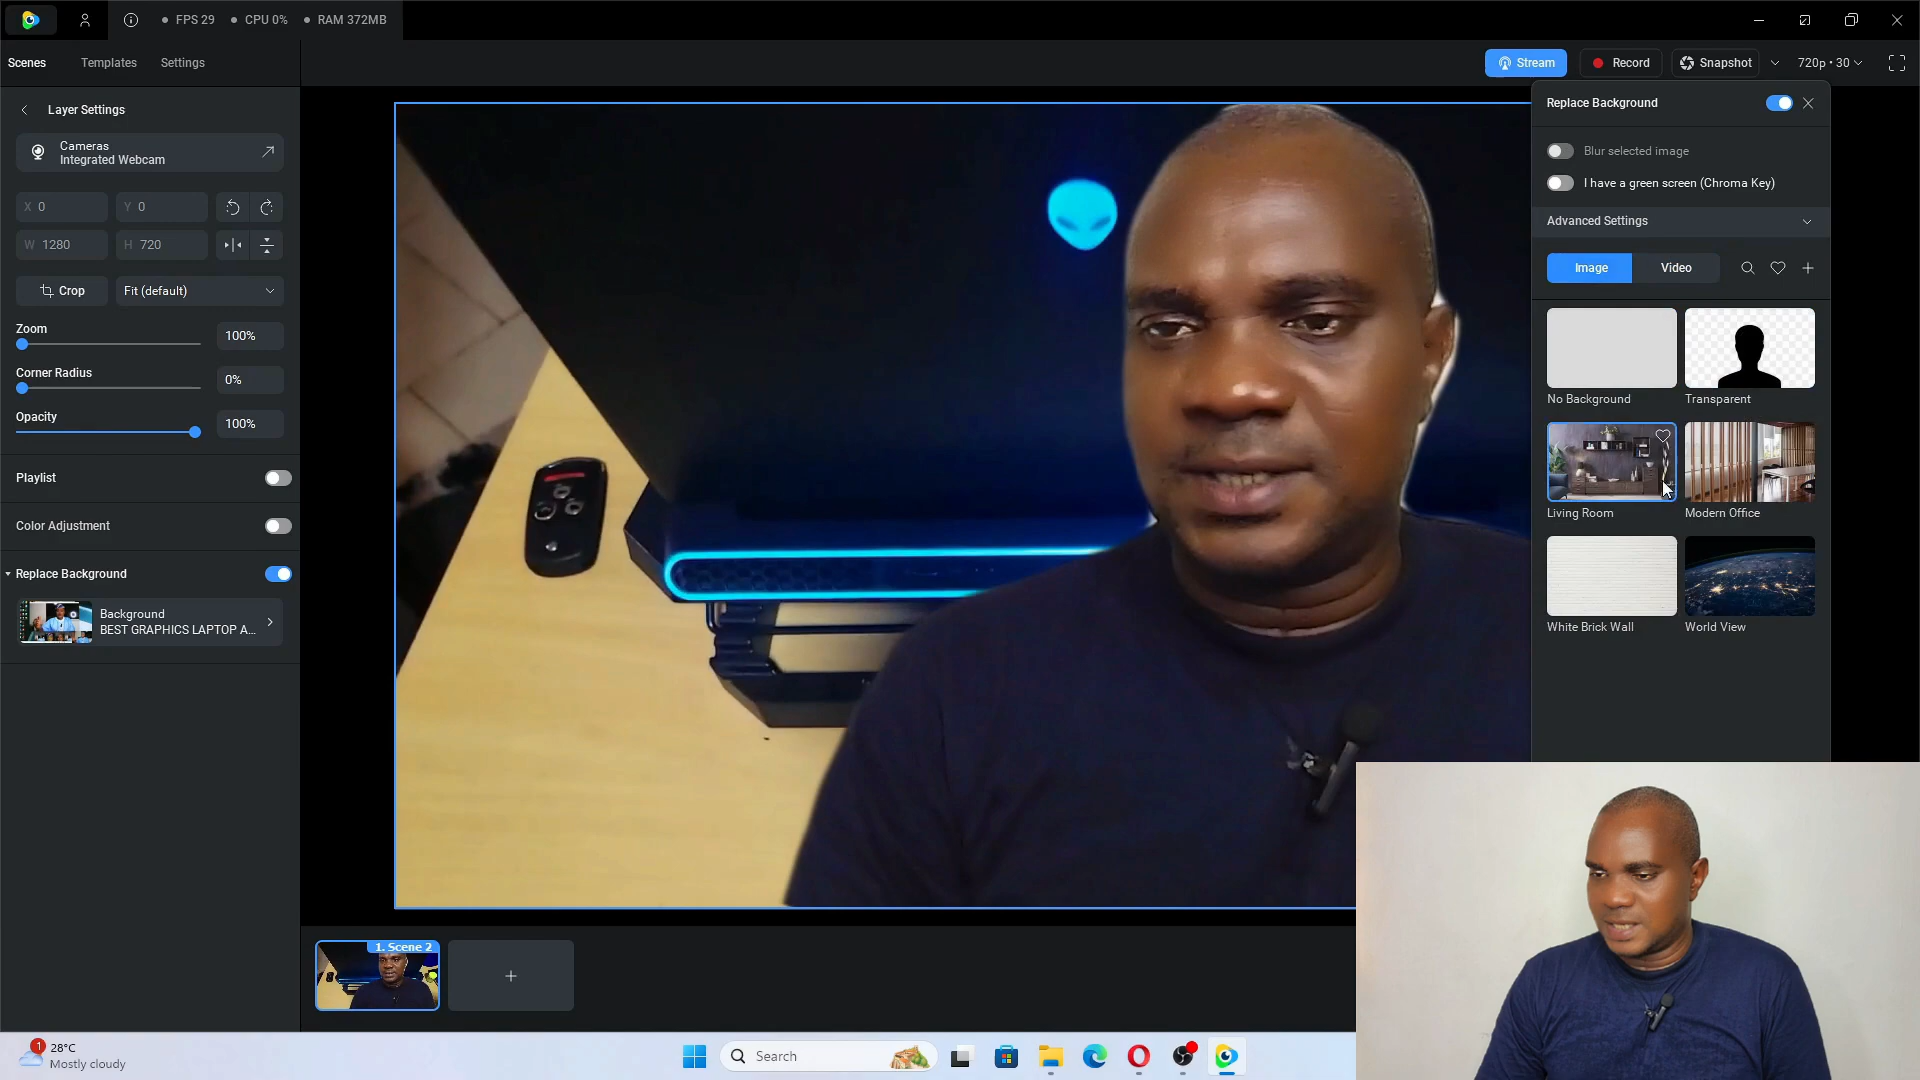 FPS 29
CPU 0%
RAM 372MB
Scenes
Templates
Settings
Stream
Record
Snapshot
720p • 30
Layer Settings
Cameras
Integrated Webcam
X 0
Y 0
W 1280
H 720
Crop
Fit (default)
Zoom
100%
Corner Radius
0%
Opacity
100%
Playlist
Color Adjustment
Replace Background
Background
BEST GRAPHICS LAPTOP A...
Replace Background
Blur selected image
I have a green screen (Chroma Key)
Advanced Settings
Image
Video
No Background
Transparent
Living Room
Modern Office
White Brick Wall
World View
1. Scene 2
1
28°C
Mostly cloudy
Search